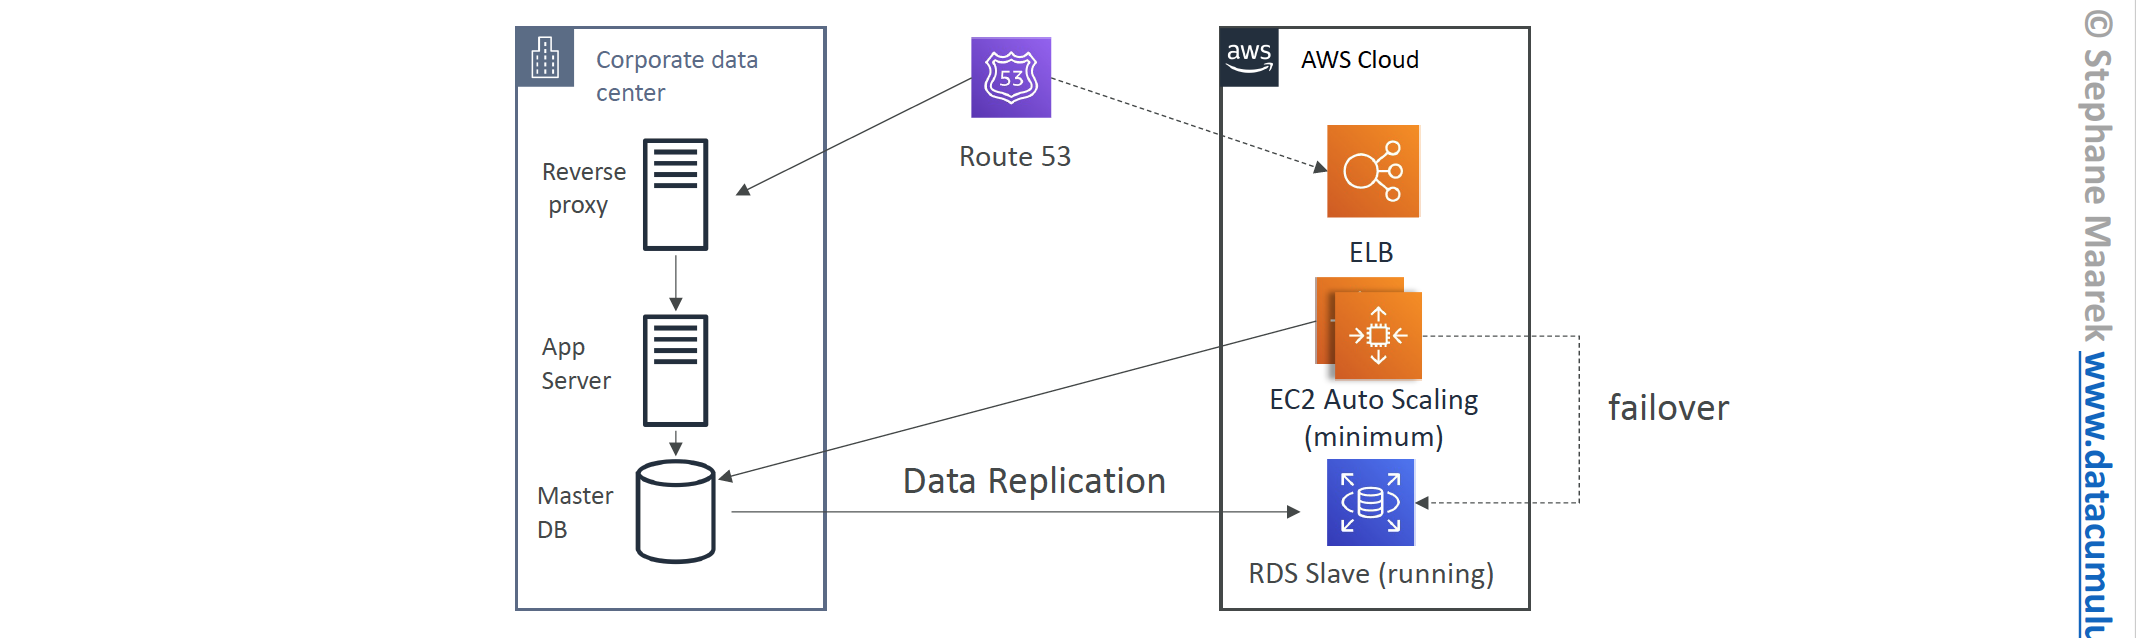 Corporate data
center
aws
AWS Cloud
53
Route 53
Reverse
proxy
ELB
App
Server
EC2 Auto Scaling
(minimum)
failover
Data Replication
Master
DB
RDS Slave (running)
© Stephane Maarek www.datacumul